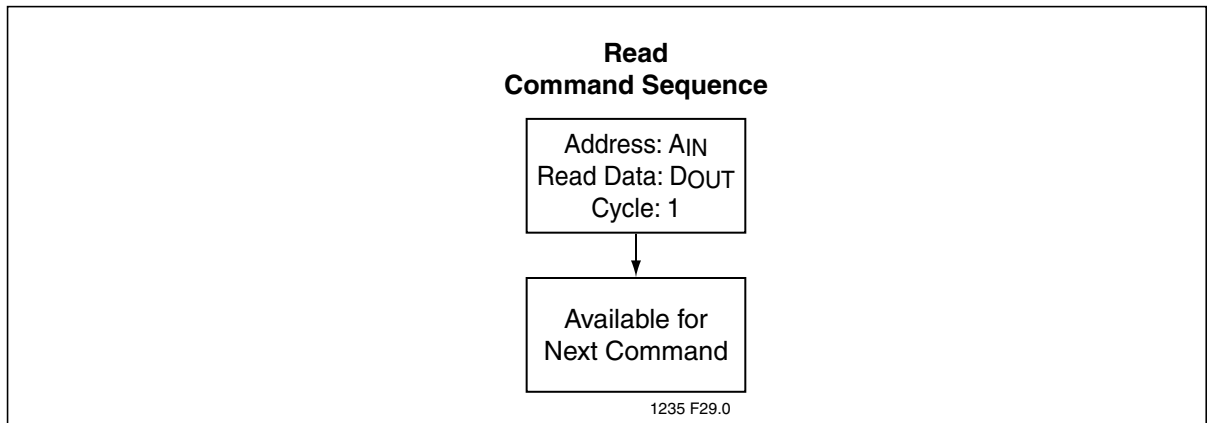 Read
Command Sequence
Address: AIN
Read Data: DOUT
Cycle: 1
Available for
Next Command
1235 F29.0